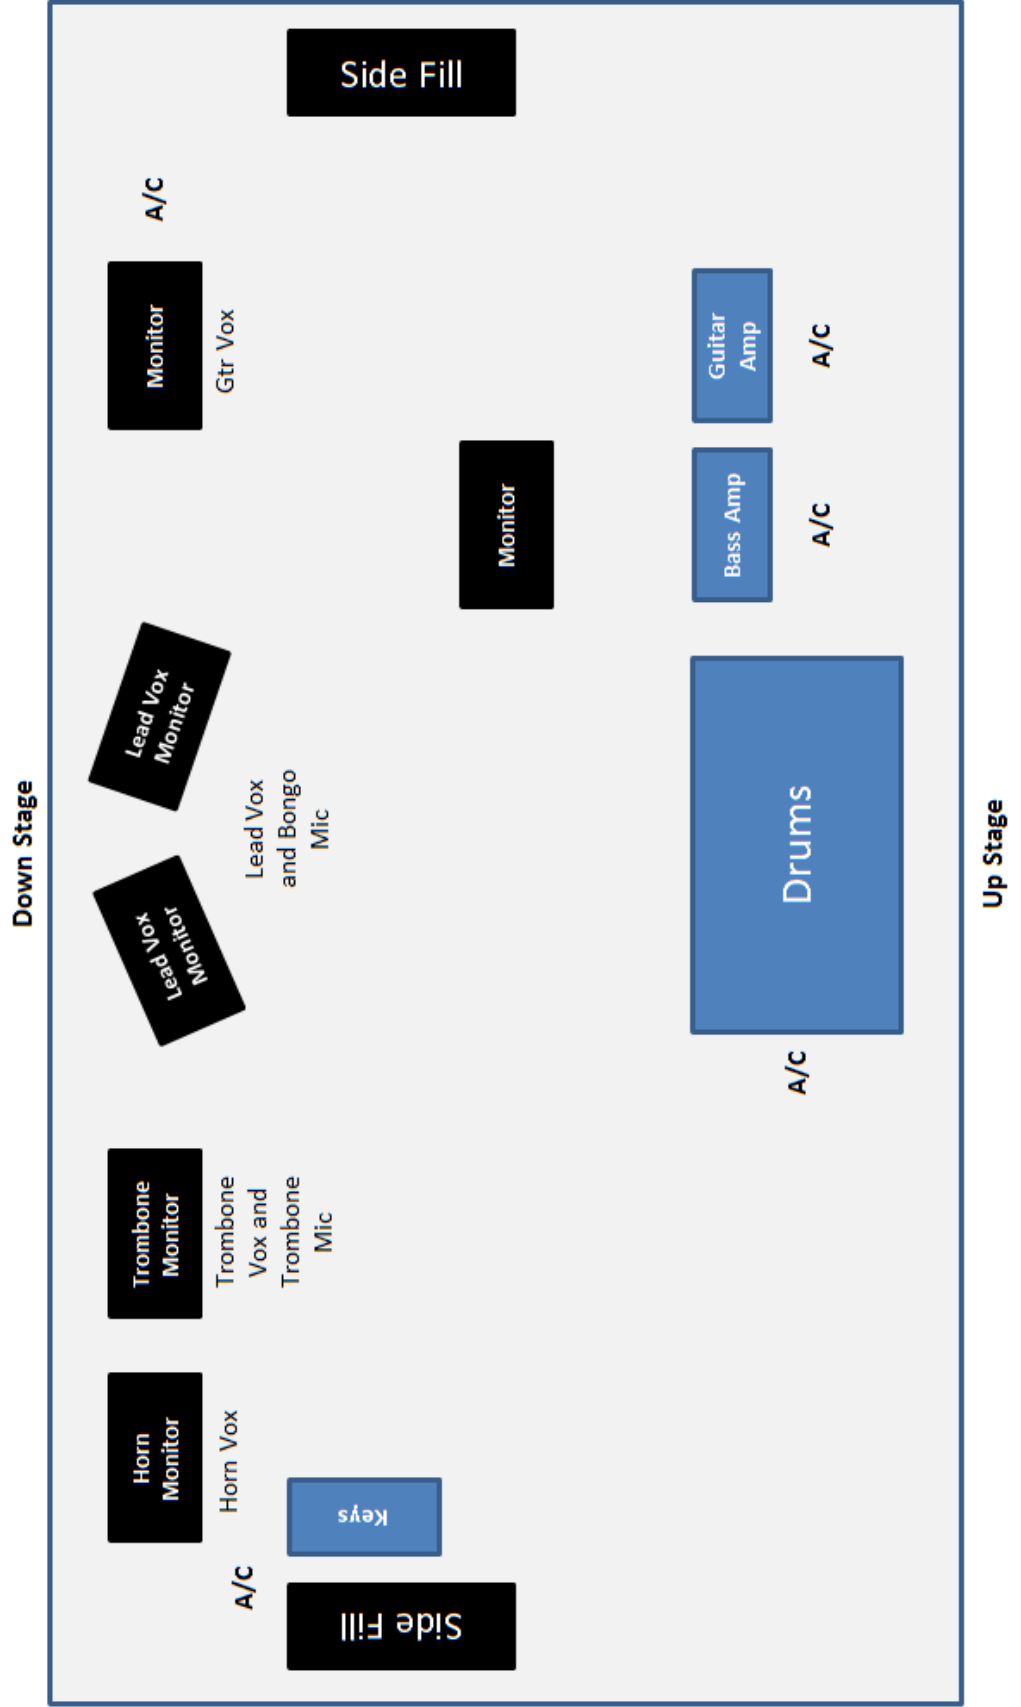 Down Stage
Side Fill
A/C
Monitor
Gtr Vox
Guitar
Amp
A/C
Monitor
Bass Amp
A/C
Lead Vox
Monitor
Lead Vox
and Bongo
Mic
Lead Vox
Monitor
Drums
A/C
Trombone
Monitor
Trombone
Vox and
Trombone
Mic
Horn
Monitor
Horn Vox
Keys
A/C
Side Fill
Up Stage